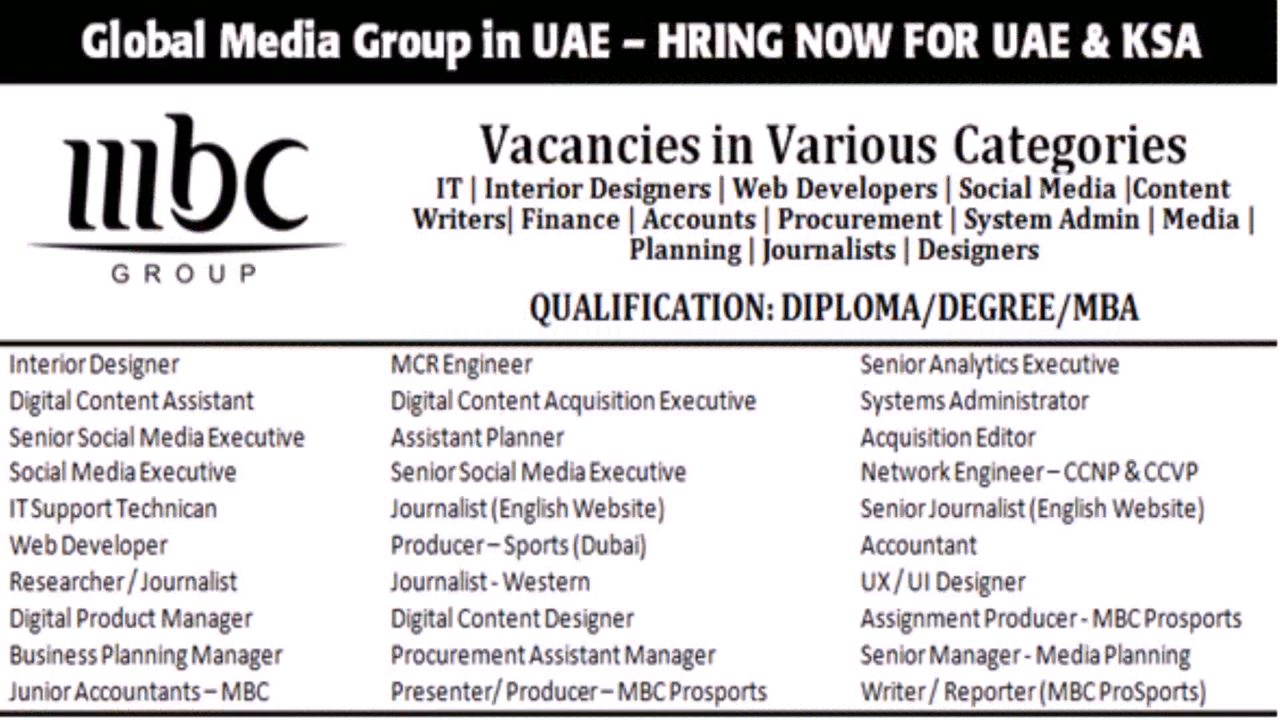 Global Media Group in UAE – HRING NOW FOR UAE & KSA
mbc
GROUP
Vacancies in Various Categories
IT | Interior Designers | Web Developers | Social Media |Content
Writers| Finance | Accounts | Procurement | System Admin | Media |
Planning | Journalists | Designers
QUALIFICATION: DIPLOMA/DEGREE/MBA
Interior Designer
Digital Content Assistant
Senior Social Media Executive
Social Media Executive
IT Support Technican
Web Developer
Researcher / Journalist
Digital Product Manager
Business Planning Manager
Junior Accountants – MBC
MCR Engineer
Digital Content Acquisition Executive
Assistant Planner
Senior Social Media Executive
Journalist (English Website)
Producer – Sports (Dubai)
Journalist - Western
Digital Content Designer
Procurement Assistant Manager
Presenter/ Producer – MBC Prosports
Senior Analytics Executive
Systems Administrator
Acquisition Editor
Network Engineer – CCNP & CCVP
Senior Journalist (English Website)
Accountant
UX / UI Designer
Assignment Producer - MBC Prosports
Senior Manager - Media Planning
Writer / Reporter (MBC ProSports)